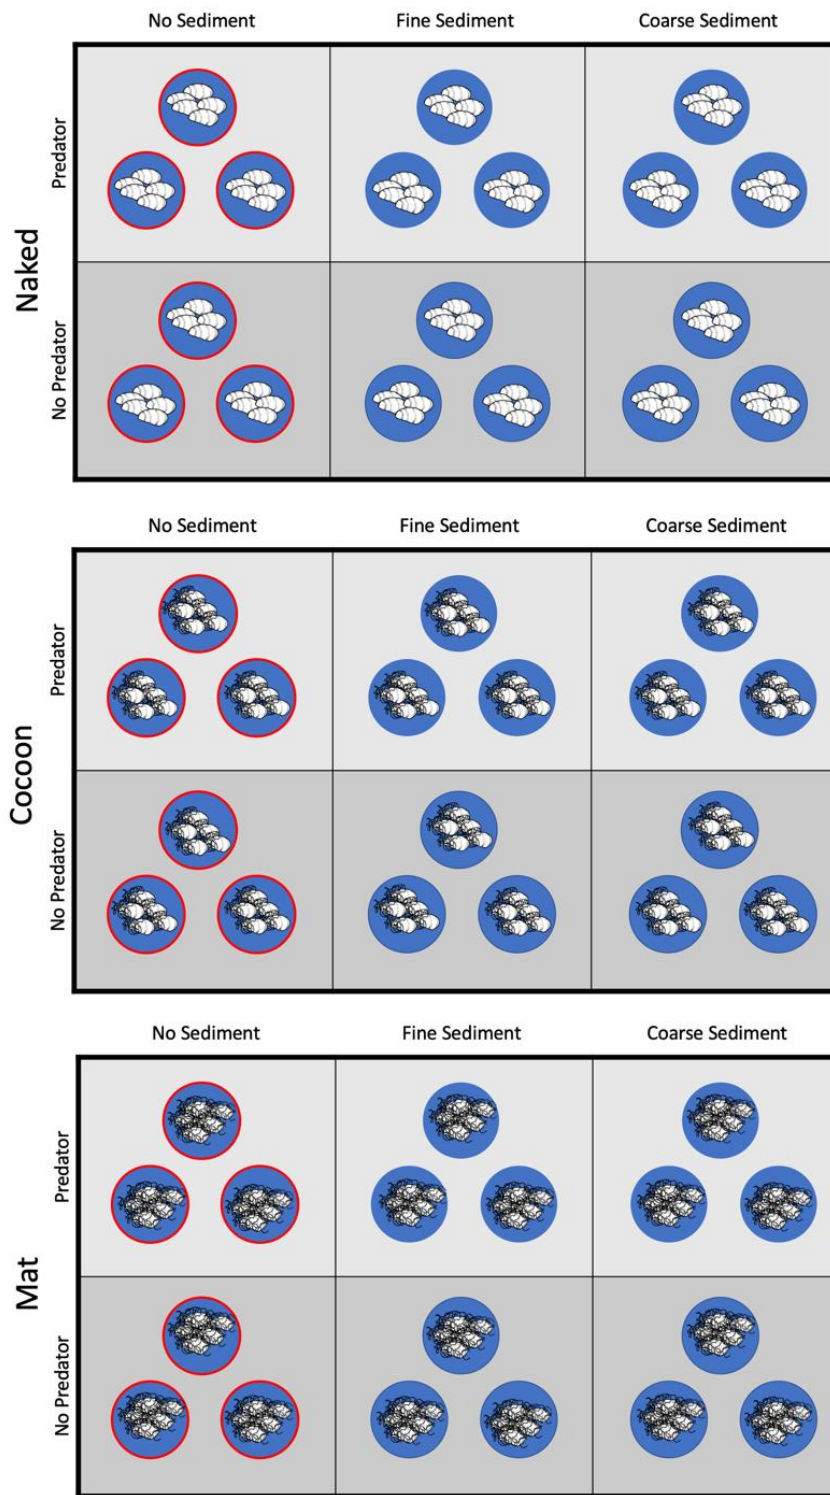 No Sediment Fine Sediment Coarse Sediment
Naked
Predator
No Predator
No Sediment Fine Sediment Coarse Sediment
Cocoon
Predator
No Predator
No Sediment Fine Sediment Coarse Sediment
Mat
Predator
No Predator